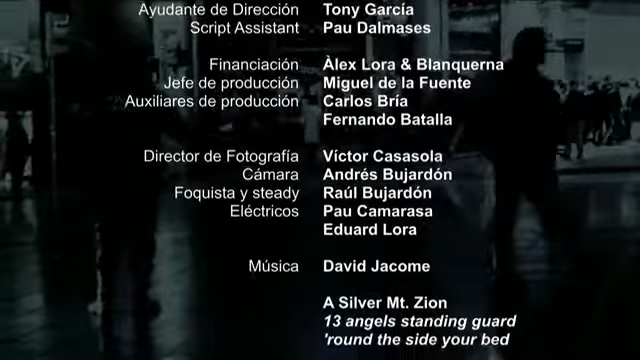 Ayudante de Dirección Tony García
Script Assistant Pau Dalmases
Financiación Àlex Lora & Blanquerna
Jefe de producción Miguel de la Fuente
Auxiliares de producción Carlos Bría
Fernando Batalla
Director de Fotografía Víctor Casasola
Cámara Andrés Bujardón
Foquista y steady Raúl Bujardón
Eléctricos Pau Camarasa
Eduard Lora
Música David Jacome
A Silver Mt. Zion
13 angels standing guard
'round the side your bed